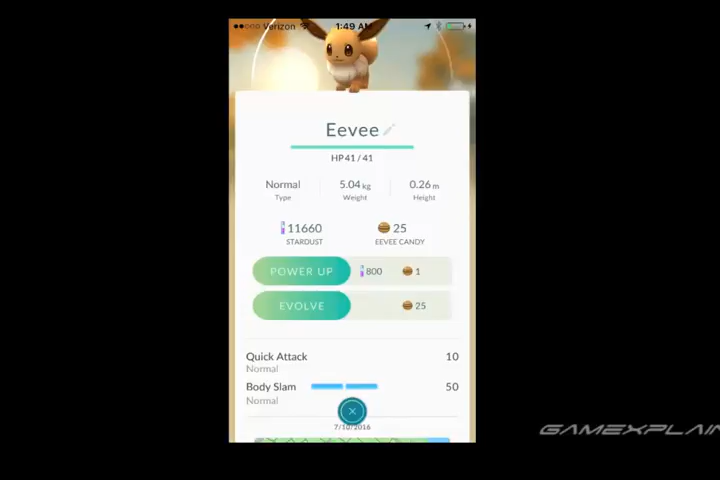 Verizon 1:49 AM
Eevee
HP 41 / 41
Normal 5.04 kg 0.26 m
Type Weight Height
11660 25
STARDUST EEVEE CANDY
POWER UP 800 1
EVOLVE 25
Quick Attack 10
Normal
Body Slam 50
Normal
7/10/2016
GAMEXPLAIN